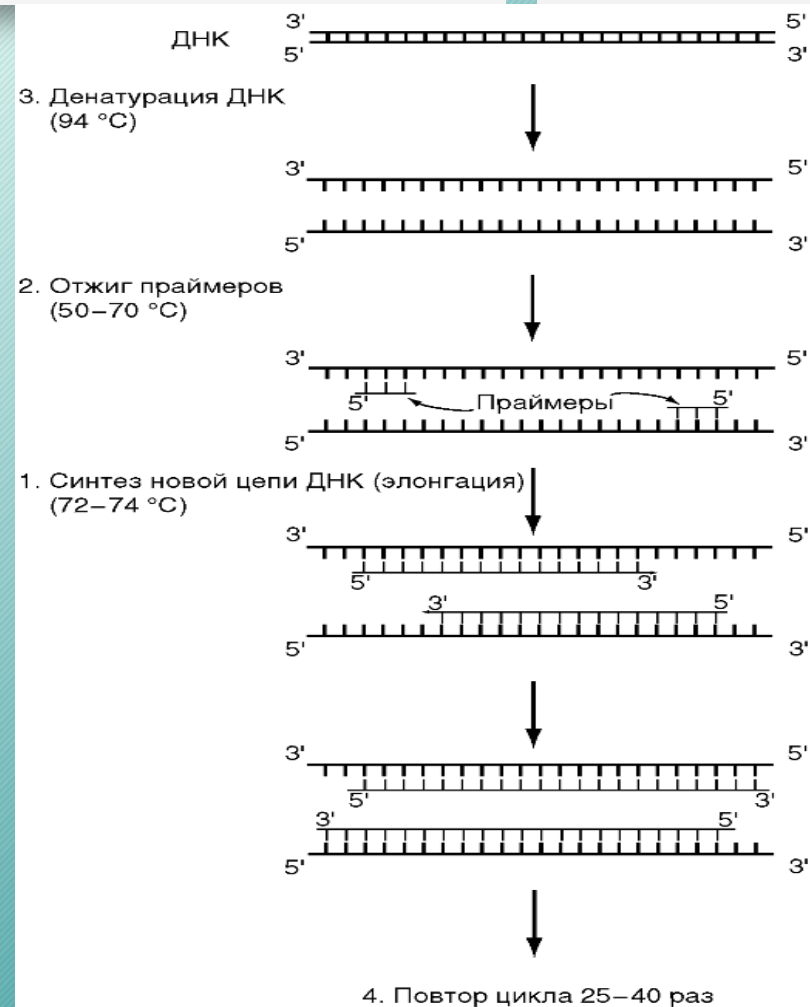 3' 5'
ДНК
5' 3'
3. Денатурация ДНК
(94 °C)
3' 5'
5' 3'
2. Отжиг праймеров
(50–70 °C)
3' 5'
5' Праймеры 5'
5' 3'
1. Синтез новой цепи ДНК (элонгация)
(72–74 °C)
3' 5'
5' 3'
3' 5'
5' 3'
3' 5'
5' 3'
3' 5'
5' 3'
4. Повтор цикла 25–40 раз